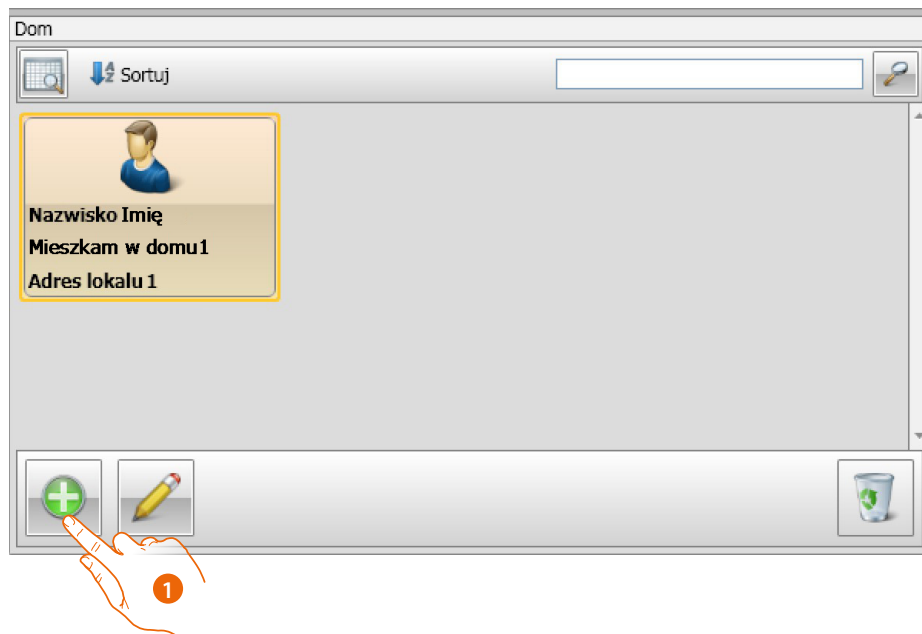 Dom
Sortuj
Nazwisko Imię
Mieszkam w domu1
Adres lokalu 1
1